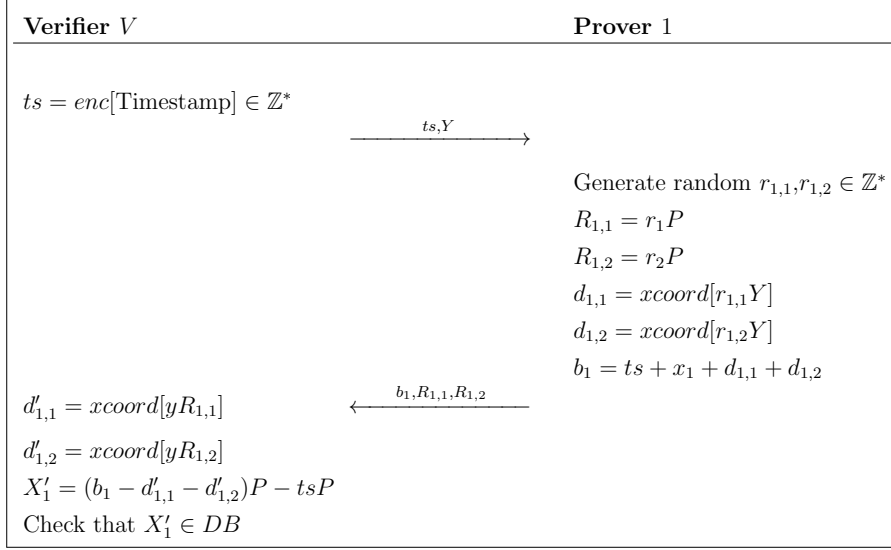 Verifier V Prover 1
ts = enc[Timestamp] ∈ ℤ*
ts,Y
Generate random r₁,₁,r₁,₂ ∈ ℤ*
R₁,₁ = r₁P
R₁,₂ = r₂P
d₁,₁ = xcoord[r₁,₁Y]
d₁,₂ = xcoord[r₁,₂Y]
b₁ = ts + x₁ + d₁,₁ + d₁,₂
b₁,R₁,₁,R₁,₂
d′₁,₁ = xcoord[yR₁,₁]
d′₁,₂ = xcoord[yR₁,₂]
X′₁ = (b₁ − d′₁,₁ − d′₁,₂)P − tsP
Check that X′₁ ∈ DB